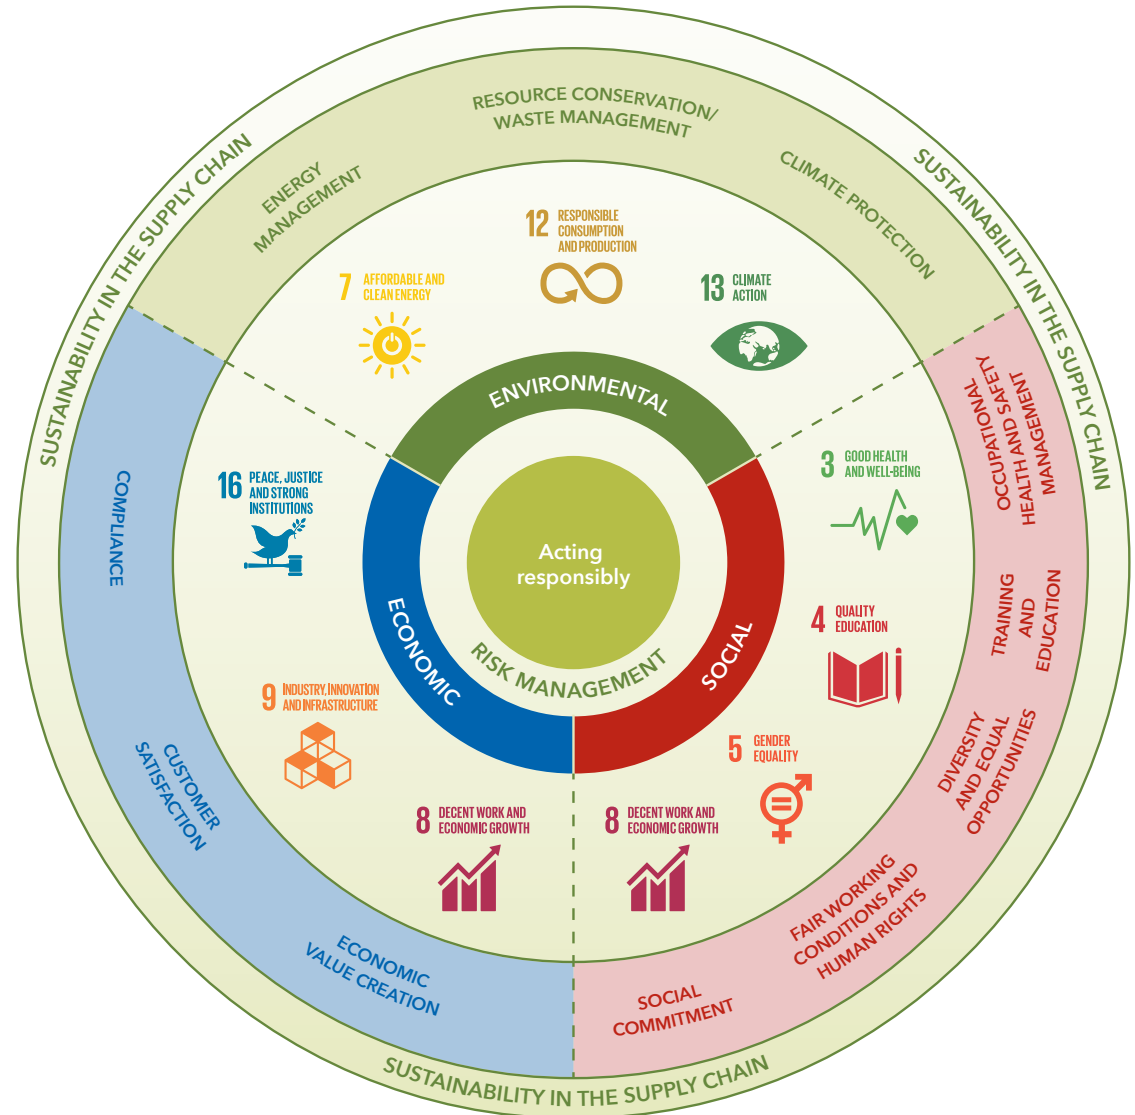 SUSTAINABILITY IN THE SUPPLY CHAIN
SUSTAINABILITY IN THE SUPPLY CHAIN
SUSTAINABILITY IN THE SUPPLY CHAIN
ENERGY
MANAGEMENT
RESOURCE CONSERVATION/
WASTE MANAGEMENT
CLIMATE PROTECTION
7 AFFORDABLE AND
CLEAN ENERGY
12 RESPONSIBLE
CONSUMPTION
AND PRODUCTION
13 CLIMATE
ACTION
ENVIRONMENTAL
OCCUPATIONAL
HEALTH AND SAFETY
MANAGEMENT
TRAINING
AND
EDUCATION
DIVERSITY
AND EQUAL
OPPORTUNITIES
FAIR WORKING
CONDITIONS AND
HUMAN RIGHTS
SOCIAL
COMMITMENT
3 GOOD HEALTH
AND WELL-BEING
4 QUALITY
EDUCATION
5 GENDER
EQUALITY
8 DECENT WORK AND
ECONOMIC GROWTH
SOCIAL
COMPLIANCE
CUSTOMER
SATISFACTION
ECONOMIC
VALUE CREATION
16 PEACE, JUSTICE
AND STRONG
INSTITUTIONS
9 INDUSTRY, INNOVATION
AND INFRASTRUCTURE
8 DECENT WORK AND
ECONOMIC GROWTH
ECONOMIC
Acting
responsibly
RISK MANAGEMENT